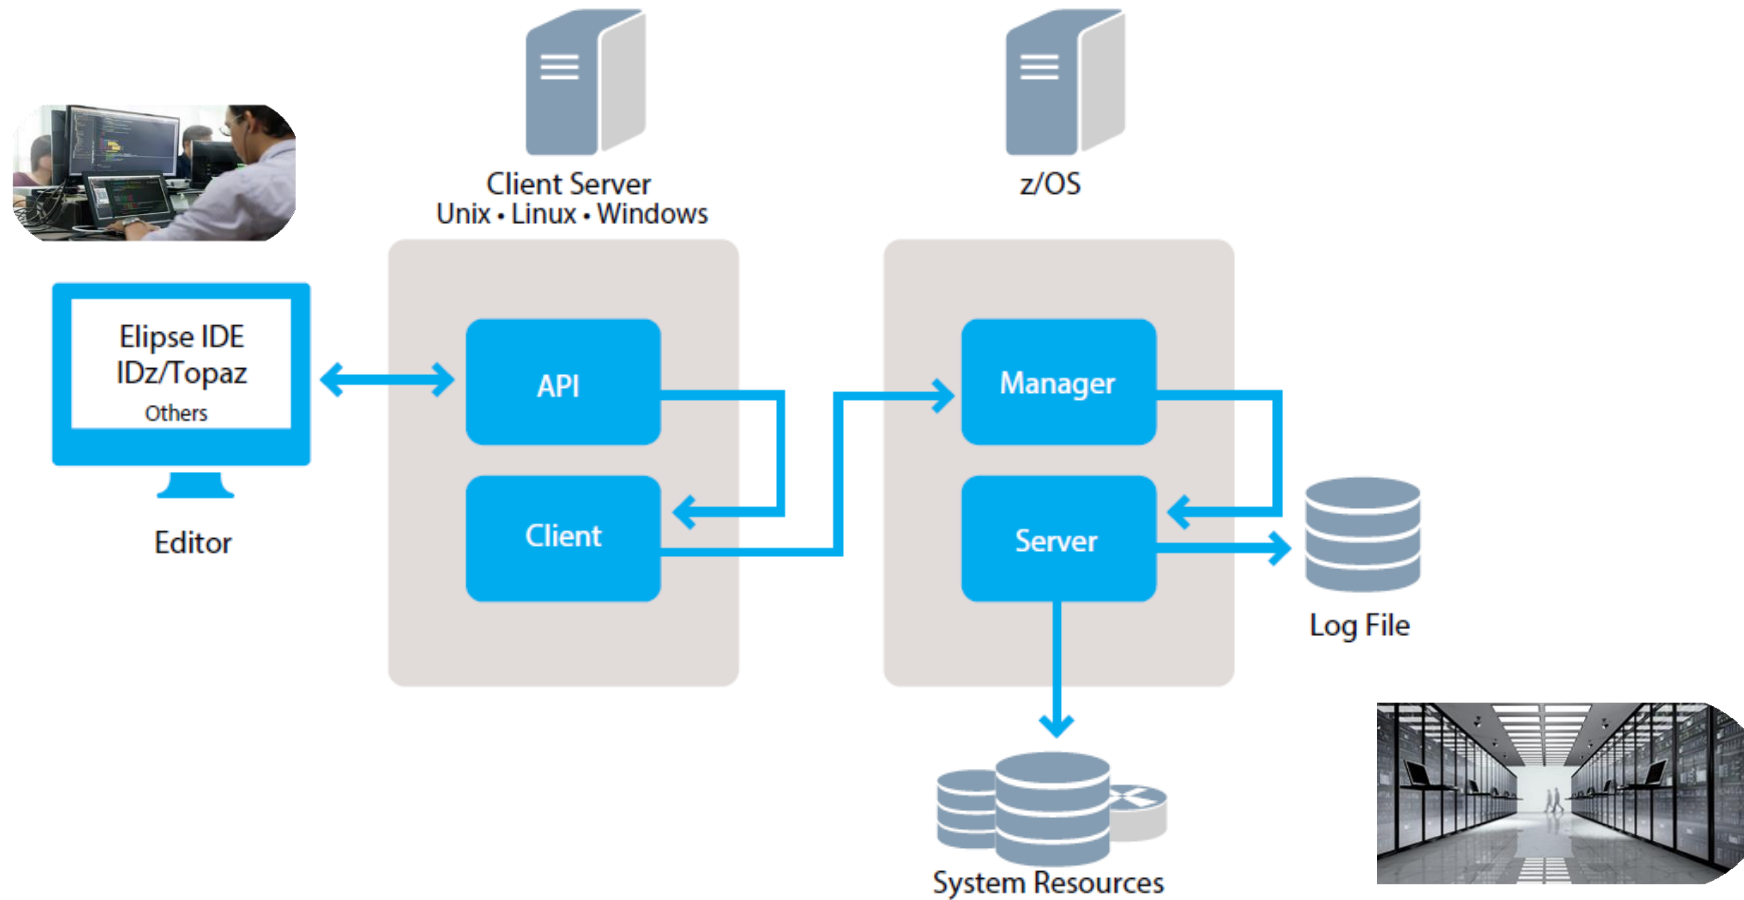 Client Server
Unix • Linux • Windows
z/OS
Elipse IDE
IDz/Topaz
Others
Editor
API
Client
Manager
Server
Log File
System Resources